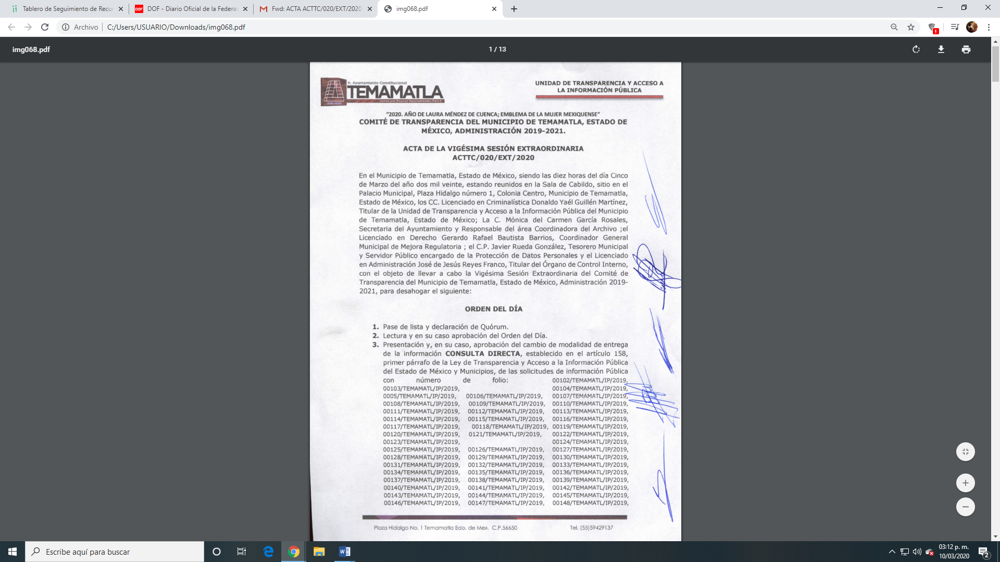 Tablero de Seguimiento de Recur
DOF - Diario Oficial de la Federac
Fwd: ACTA ACTTC/020/EXT/2020
img068.pdf
Archivo
C:/Users/USUARIO/Downloads/img068.pdf
img068.pdf
1 / 13
H. Ayuntamiento Constitucional
TEMAMATLA
Juntos por Mejores Oportunidades Para Ti
UNIDAD DE TRANSPARENCIA Y ACCESO A
LA INFORMACIÓN PÚBLICA
“2020. AÑO DE LAURA MÉNDEZ DE CUENCA; EMBLEMA DE LA MUJER MEXIQUENSE”
COMITÉ DE TRANSPARENCIA DEL MUNICIPIO DE TEMAMATLA, ESTADO DE
MÉXICO, ADMINISTRACIÓN 2019-2021.
ACTA DE LA VIGÉSIMA SESIÓN EXTRAORDINARIA
ACTTC/020/EXT/2020
En el Municipio de Temamatla, Estado de México, siendo las diez horas del día Cinco
de Marzo del año dos mil veinte, estando reunidos en la Sala de Cabildo, sitio en el
Palacio Municipal, Plaza Hidalgo número 1, Colonia Centro, Municipio de Temamatla,
Estado de México, los CC. Licenciado en Criminalística Donaldo Yaél Guillén Martínez,
Titular de la Unidad de Transparencia y Acceso a la Información Pública del Municipio
de Temamatla, Estado de México; La C. Mónica del Carmen García Rosales,
Secretaria del Ayuntamiento y Responsable del área Coordinadora del Archivo ;el
Licenciado en Derecho Gerardo Rafael Bautista Barrios, Coordinador General
Municipal de Mejora Regulatoria ; el C.P. Javier Rueda González, Tesorero Municipal
y Servidor Público encargado de la Protección de Datos Personales y el Licenciado
en Administración José de Jesús Reyes Franco, Titular del Órgano de Control Interno,
con el objeto de llevar a cabo la Vigésima Sesión Extraordinaria del Comité de
Transparencia del Municipio de Temamatla, Estado de México, Administración 2019-
2021, para desahogar el siguiente:
ORDEN DEL DÍA
1. Pase de lista y declaración de Quórum.
2. Lectura y en su caso aprobación del Orden del Día.
3. Presentación y, en su caso, aprobación del cambio de modalidad de entrega
de la información CONSULTA DIRECTA, establecido en el artículo 158,
primer párrafo de la Ley de Transparencia y Acceso a la Información Pública
del Estado de México y Municipios, de las solicitudes de información Pública
con número de folio: 00102/TEMAMATL/IP/2019,
00103/TEMAMATL/IP/2019, 00104/TEMAMATL/IP/2019,
0005/TEMAMATL/IP/2019, 00106/TEMAMATL/IP/2019, 00107/TEMAMATL/IP/2019,
00108/TEMAMATL/IP/2019, 00109/TEMAMATL/IP/2019, 00110/TEMAMATL/IP/2019,
00111/TEMAMATL/IP/2019, 00112/TEMAMATL/IP/2019, 00113/TEMAMATL/IP/2019,
00114/TEMAMATL/IP/2019, 00115/TEMAMATL/IP/2019, 00116/TEMAMATL/IP/2019,
00117/TEMAMATL/IP/2019, 00118/TEMAMATL/IP/2019, 00119/TEMAMATL/IP/2019,
00120/TEMAMATL/IP/2019, 0121/TEMAMATL/IP/2019, 00122/TEMAMATL/IP/2019,
00123/TEMAMATL/IP/2019, 00124/TEMAMATL/IP/2019,
00125/TEMAMATL/IP/2019, 00126/TEMAMATL/IP/2019, 00127/TEMAMATL/IP/2019,
00128/TEMAMATL/IP/2019, 00129/TEMAMATL/IP/2019, 00130/TEMAMATL/IP/2019,
00131/TEMAMATL/IP/2019, 00132/TEMAMATL/IP/2019, 00133/TEMAMATL/IP/2019,
00134/TEMAMATL/IP/2019, 00135/TEMAMATL/IP/2019, 00136/TEMAMATL/IP/2019,
00137/TEMAMATL/IP/2019, 00138/TEMAMATL/IP/2019, 00139/TEMAMATL/IP/2019,
00140/TEMAMATL/IP/2019, 00141/TEMAMATL/IP/2019, 00142/TEMAMATL/IP/2019,
00143/TEMAMATL/IP/2019, 00144/TEMAMATL/IP/2019, 00145/TEMAMATL/IP/2019,
00146/TEMAMATL/IP/2019, 00147/TEMAMATL/IP/2019, 00148/TEMAMATL/IP/2019,
Plaza Hidalgo No. 1 Temamatla Edo. de Mex. C.P.56650
Tel. (55)59429137
Escribe aquí para buscar
03:12 p. m.
10/03/2020
2